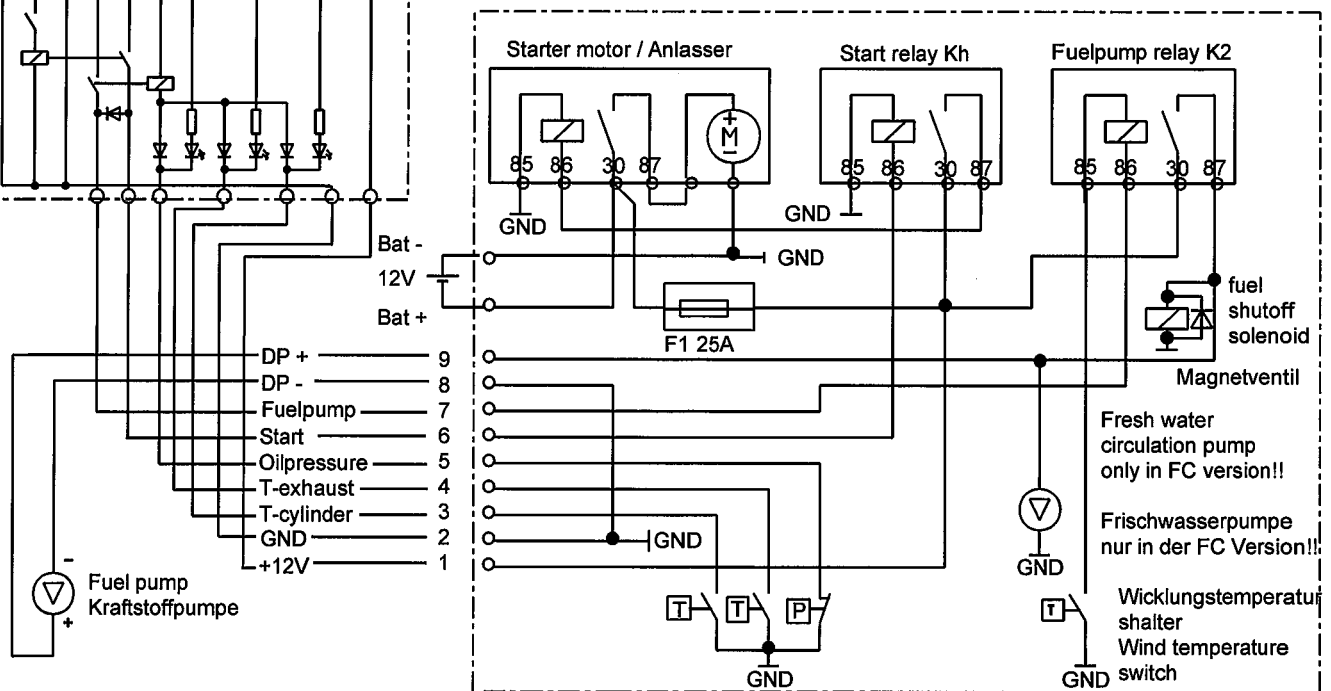 Starter motor / Anlasser
Start relay Kh
Fuelpump relay K2
M
85 86 30 87
85 86 30 87
85 86 30 87
GND
GND
Bat -
12V
Bat +
GND
F1 25A
fuel
shutoff
solenoid
Magnetventil
DP + 9
DP - 8
Fuelpump 7
Start 6
Oilpressure 5
T-exhaust 4
T-cylinder 3
GND 2
+12V 1
GND
Fresh water
circulation pump
only in FC version!!
Frischwasserpumpe
nur in der FC Version!!
GND
Fuel pump
Kraftstoffpumpe
T
T
P
GND
T
Wicklungstemperatur
shalter
Wind temperature
switch
GND